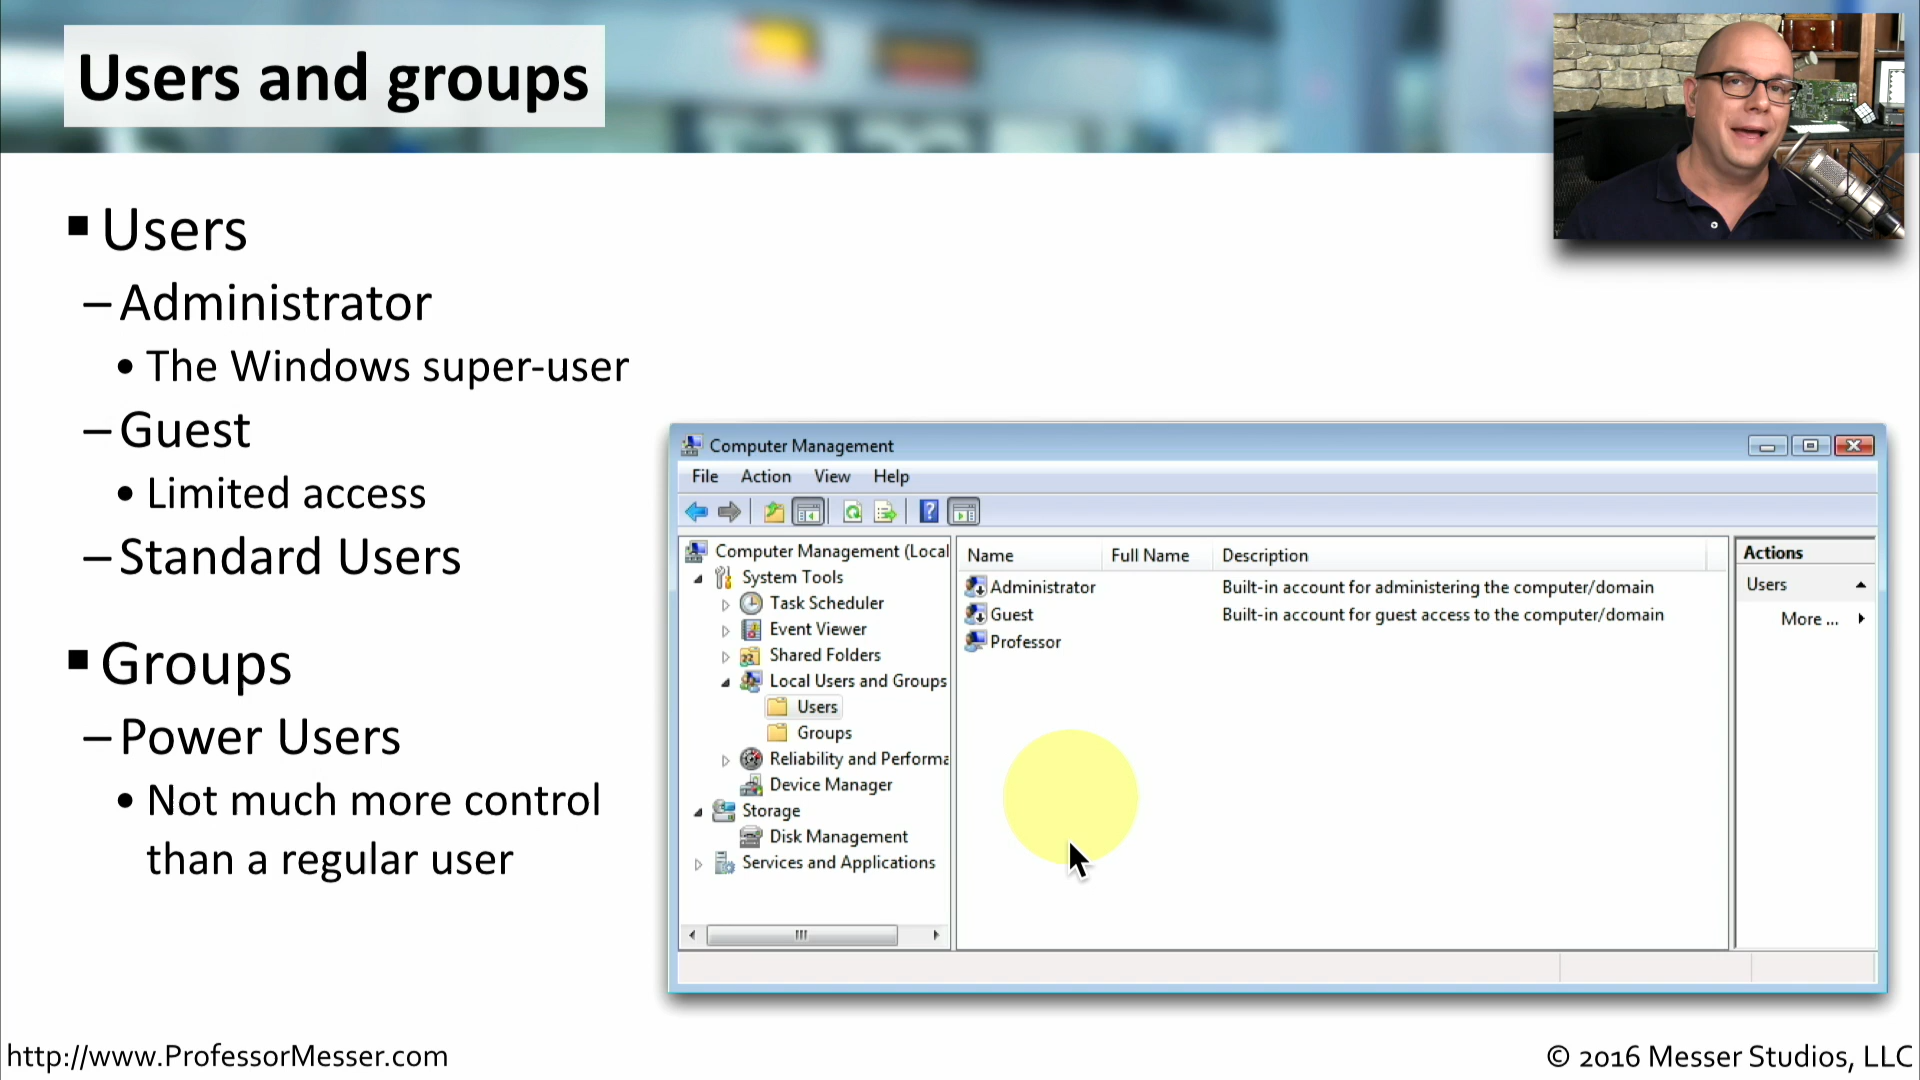 Users and groups
▪ Users
– Administrator
• The Windows super-user
– Guest
• Limited access
– Standard Users
▪ Groups
– Power Users
• Not much more control
than a regular user
Computer Management
File Action View Help
Computer Management (Local
System Tools
Task Scheduler
Event Viewer
Shared Folders
Local Users and Groups
Users
Groups
Reliability and Performa
Device Manager
Storage
Disk Management
Services and Applications
Name Full Name Description
Administrator Built-in account for administering the computer/domain
Guest Built-in account for guest access to the computer/domain
Professor
Actions
Users
More ...
http://www.ProfessorMesser.com
© 2016 Messer Studios, LLC